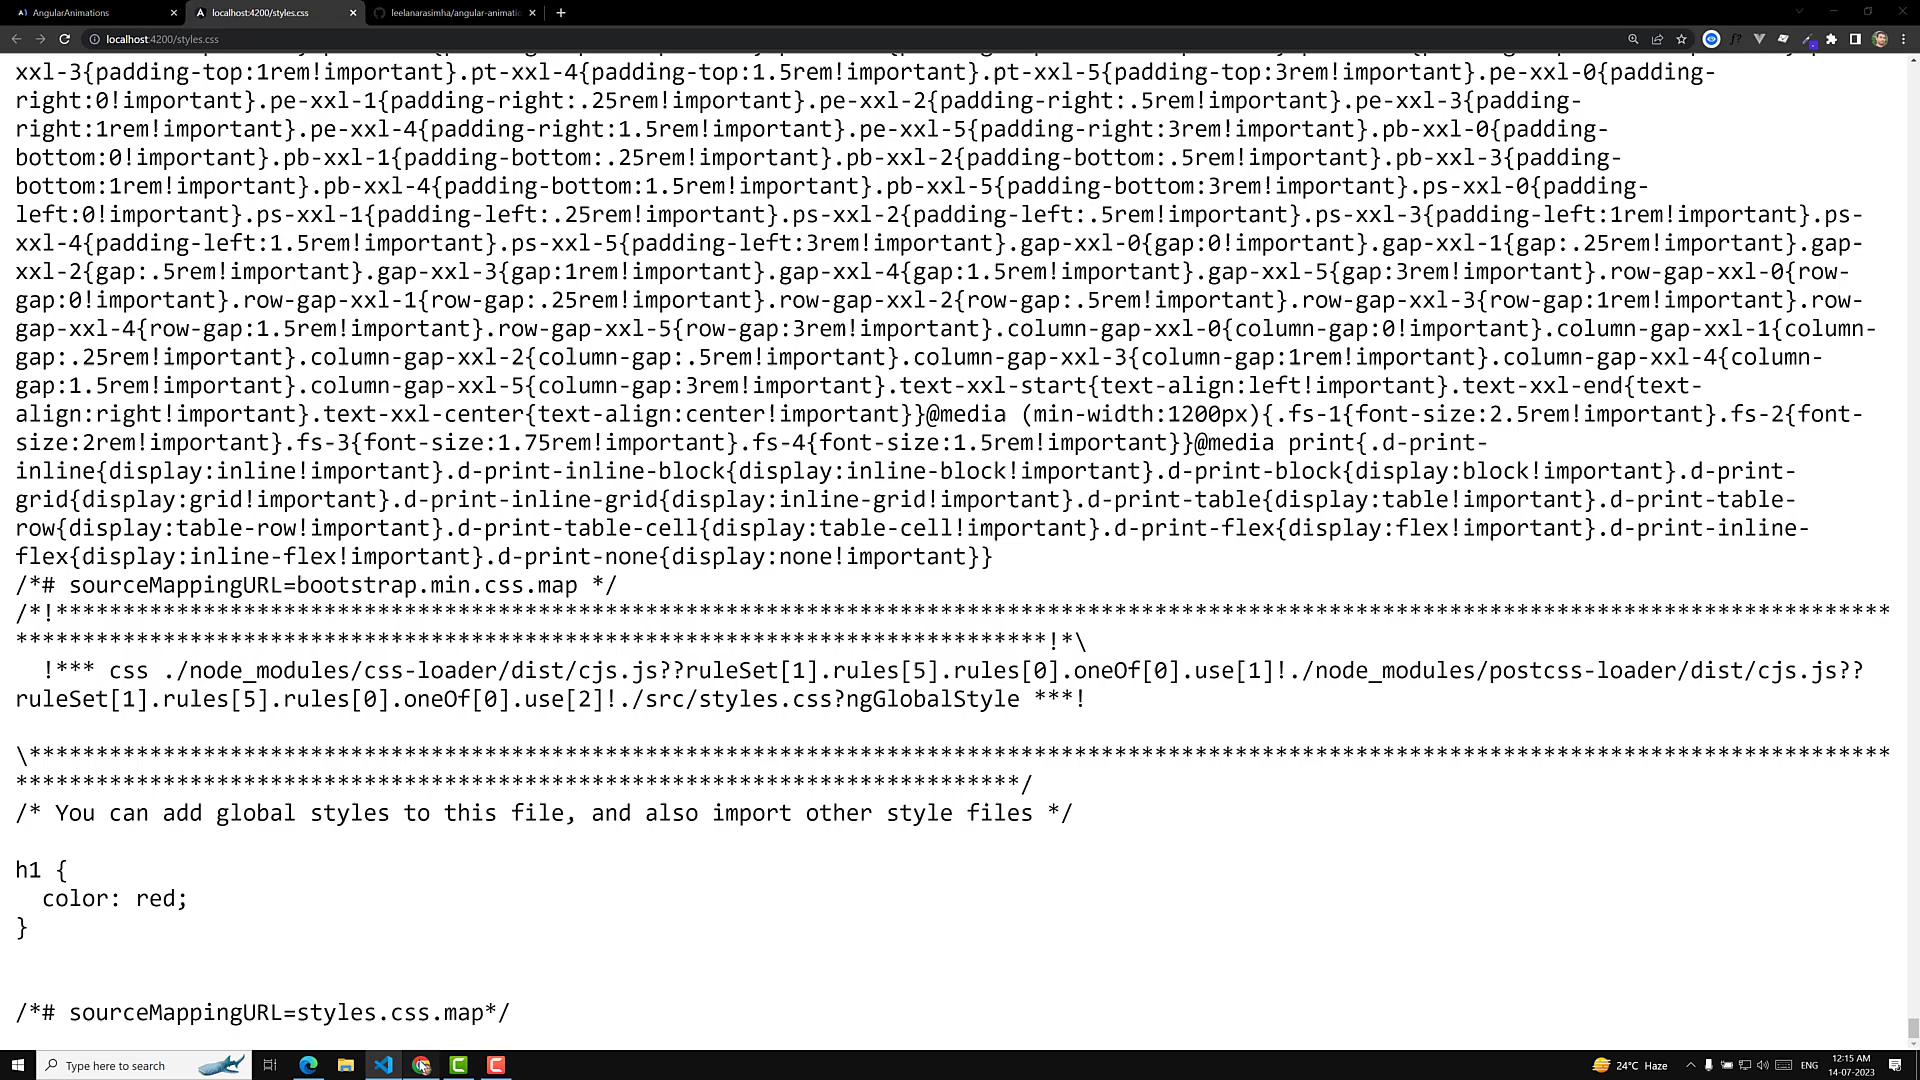 AngularAnimations
localhost:4200/styles.css
leelanarasimha/angular-animatio
localhost:4200/styles.css
xxl-3{padding-top:1rem!important}.pt-xxl-4{padding-top:1.5rem!important}.pt-xxl-5{padding-top:3rem!important}.pe-xxl-0{padding-
right:0!important}.pe-xxl-1{padding-right:.25rem!important}.pe-xxl-2{padding-right:.5rem!important}.pe-xxl-3{padding-
right:1rem!important}.pe-xxl-4{padding-right:1.5rem!important}.pe-xxl-5{padding-right:3rem!important}.pb-xxl-0{padding-
bottom:0!important}.pb-xxl-1{padding-bottom:.25rem!important}.pb-xxl-2{padding-bottom:.5rem!important}.pb-xxl-3{padding-
bottom:1rem!important}.pb-xxl-4{padding-bottom:1.5rem!important}.pb-xxl-5{padding-bottom:3rem!important}.ps-xxl-0{padding-
left:0!important}.ps-xxl-1{padding-left:.25rem!important}.ps-xxl-2{padding-left:.5rem!important}.ps-xxl-3{padding-left:1rem!important}.ps-
xxl-4{padding-left:1.5rem!important}.ps-xxl-5{padding-left:3rem!important}.gap-xxl-0{gap:0!important}.gap-xxl-1{gap:.25rem!important}.gap-
xxl-2{gap:.5rem!important}.gap-xxl-3{gap:1rem!important}.gap-xxl-4{gap:1.5rem!important}.gap-xxl-5{gap:3rem!important}.row-gap-xxl-0{row-
gap:0!important}.row-gap-xxl-1{row-gap:.25rem!important}.row-gap-xxl-2{row-gap:.5rem!important}.row-gap-xxl-3{row-gap:1rem!important}.row-
gap-xxl-4{row-gap:1.5rem!important}.row-gap-xxl-5{row-gap:3rem!important}.column-gap-xxl-0{column-gap:0!important}.column-gap-xxl-1{column-
gap:.25rem!important}.column-gap-xxl-2{column-gap:.5rem!important}.column-gap-xxl-3{column-gap:1rem!important}.column-gap-xxl-4{column-
gap:1.5rem!important}.column-gap-xxl-5{column-gap:3rem!important}.text-xxl-start{text-align:left!important}.text-xxl-end{text-
align:right!important}.text-xxl-center{text-align:center!important}}@media (min-width:1200px){.fs-1{font-size:2.5rem!important}.fs-2{font-
size:2rem!important}.fs-3{font-size:1.75rem!important}.fs-4{font-size:1.5rem!important}}@media print{.d-print-
inline{display:inline!important}.d-print-inline-block{display:inline-block!important}.d-print-block{display:block!important}.d-print-
grid{display:grid!important}.d-print-inline-grid{display:inline-grid!important}.d-print-table{display:table!important}.d-print-table-
row{display:table-row!important}.d-print-table-cell{display:table-cell!important}.d-print-flex{display:flex!important}.d-print-inline-
flex{display:inline-flex!important}.d-print-none{display:none!important}}
/*# sourceMappingURL=bootstrap.min.css.map */
/*!****************************************************************************************************************************************
*****************************************************************************!*\
!*** css ./node_modules/css-loader/dist/cjs.js??ruleSet[1].rules[5].rules[0].oneOf[0].use[1]!./node_modules/postcss-loader/dist/cjs.js??
ruleSet[1].rules[5].rules[0].oneOf[0].use[2]!./src/styles.css?ngGlobalStyle ***!
\******************************************************************************************************************************************
***************************************************************************/
/* You can add global styles to this file, and also import other style files */
h1 {
color: red;
}
/*# sourceMappingURL=styles.css.map*/
Type here to search
24°C Haze
ENG
12:15 AM
14-07-2023